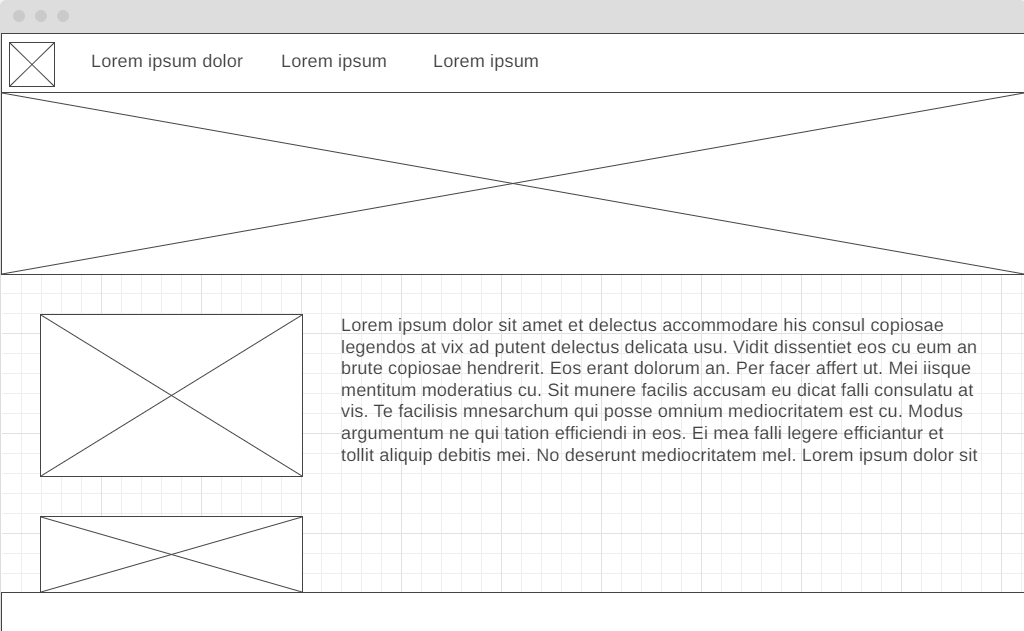 Lorem ipsum dolor Lorem ipsum Lorem ipsum
Lorem ipsum dolor sit amet et delectus accommodare his consul copiosae
legendos at vix ad putent delectus delicata usu. Vidit dissentiet eos cu eum an
brute copiosae hendrerit. Eos erant dolorum an. Per facer affert ut. Mei iisque
mentitum moderatius cu. Sit munere facilis accusam eu dicat falli consulatu at
vis. Te facilisis mnesarchum qui posse omnium mediocritatem est cu. Modus
argumentum ne qui tation efficiendi in eos. Ei mea falli legere efficiantur et
tollit aliquip debitis mei. No deserunt mediocritatem mel. Lorem ipsum dolor sit